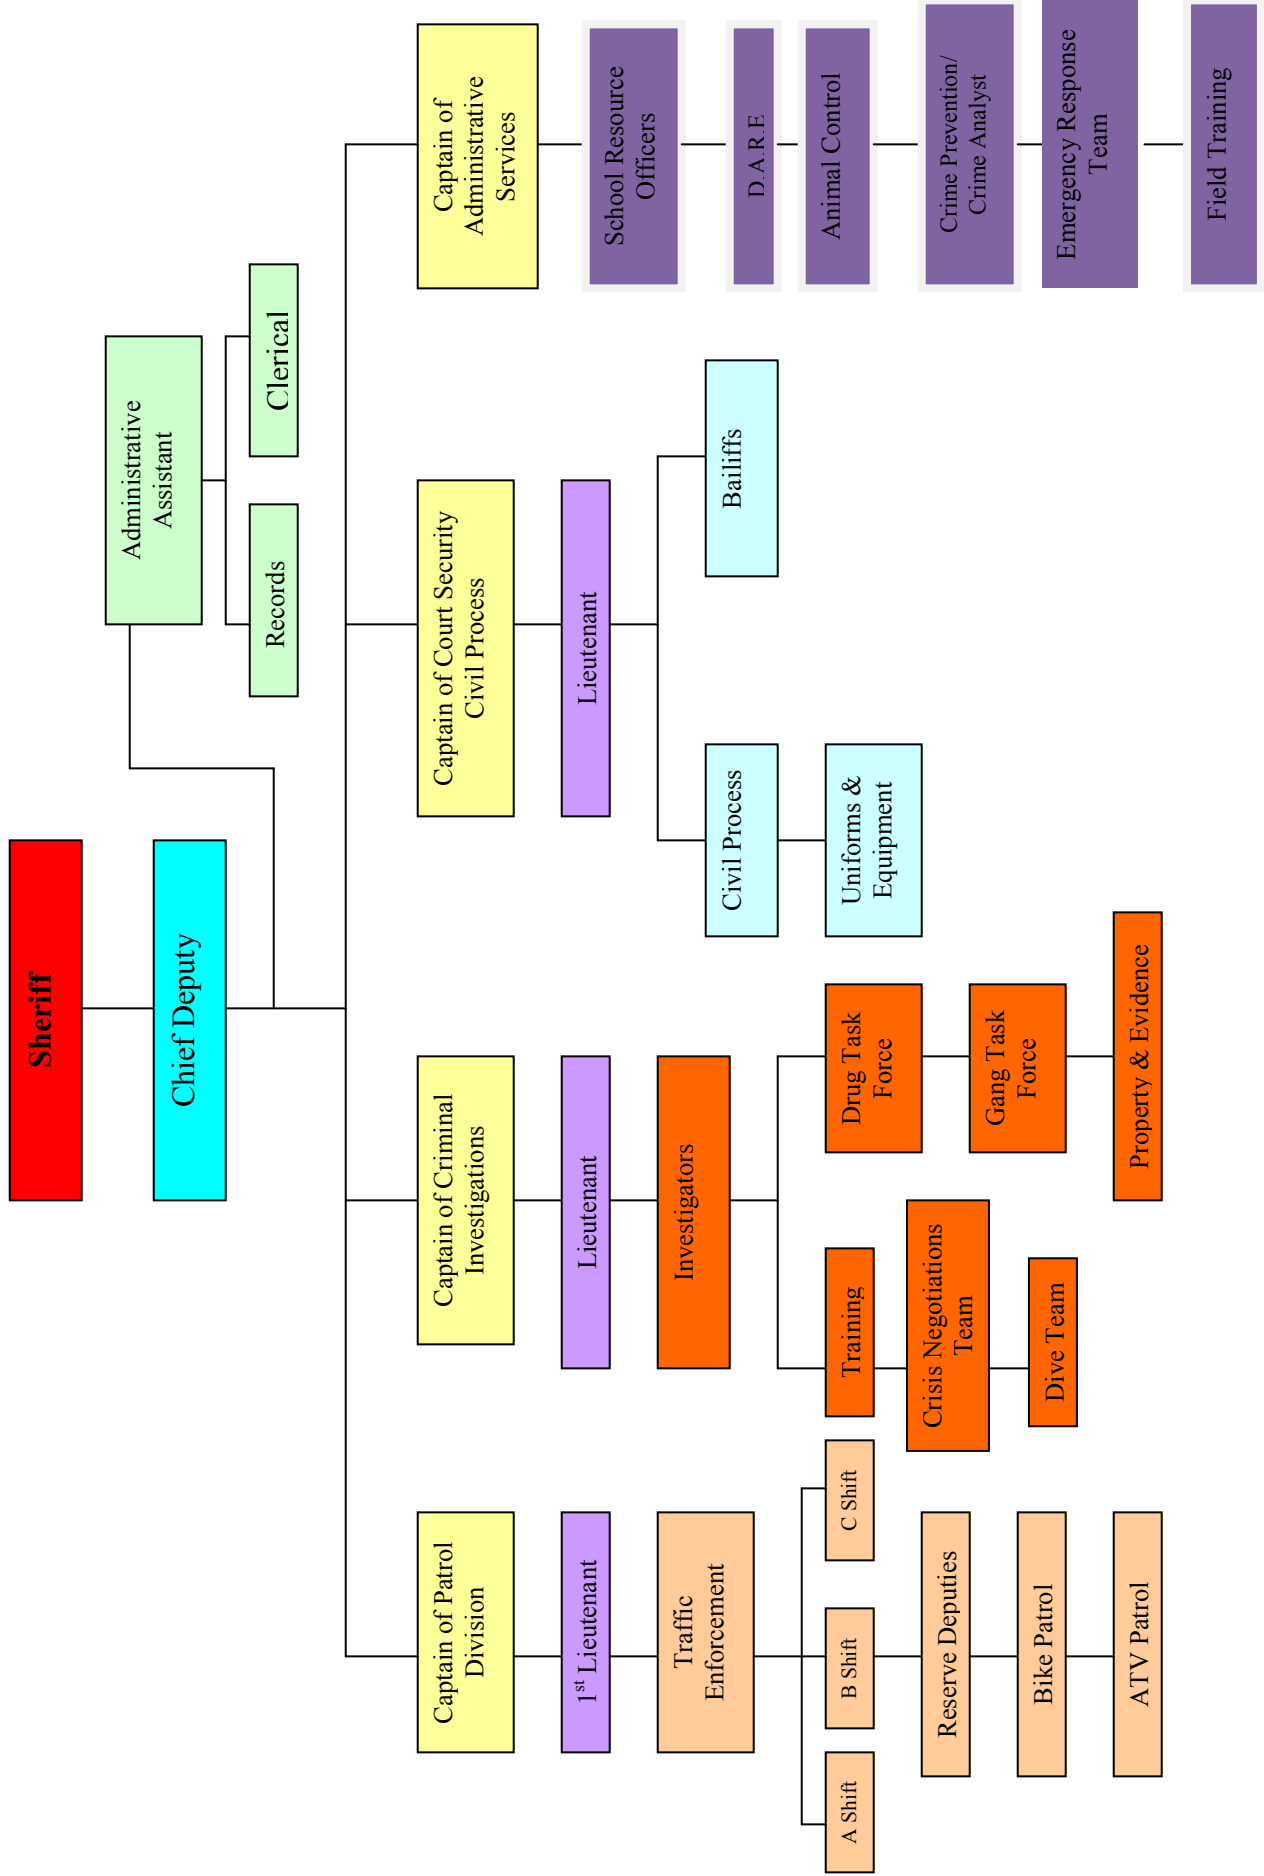 Sheriff
Chief Deputy
Administrative
Assistant
Records
Clerical
Captain of Patrol
Division
1st Lieutenant
Traffic
Enforcement
A Shift
B Shift
C Shift
Reserve Deputies
Bike Patrol
ATV Patrol
Captain of Criminal
Investigations
Lieutenant
Investigators
Training
Crisis Negotiations
Team
Dive Team
Drug Task
Force
Gang Task
Force
Property & Evidence
Captain of Court Security
Civil Process
Lieutenant
Civil Process
Uniforms &
Equipment
Bailiffs
Captain of
Administrative
Services
School Resource
Officers
D.A.R.E
Animal Control
Crime Prevention/
Crime Analyst
Emergency Response
Team
Field Training